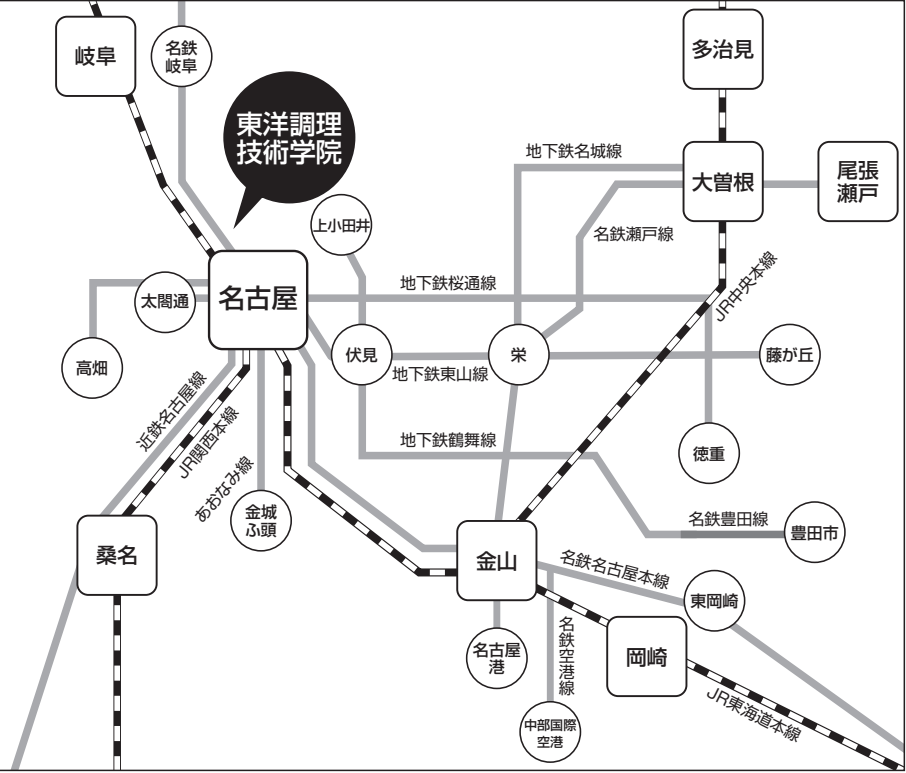 岐阜
名鉄
岐阜
多治見
東洋調理
技術学院
地下鉄名城線
大曽根
尾張
瀬戸
上小田井
名鉄瀬戸線
JR中央本線
太閤通
名古屋
地下鉄桜通線
高畑
伏見
地下鉄東山線
栄
藤が丘
近鉄名古屋線
JR関西本線
あおなみ線
地下鉄鶴舞線
徳重
金城
ふ頭
名鉄豊田線
豊田市
桑名
金山
名鉄名古屋本線
東岡崎
名古屋
港
名鉄空港線
岡崎
JR東海道本線
中部国際
空港